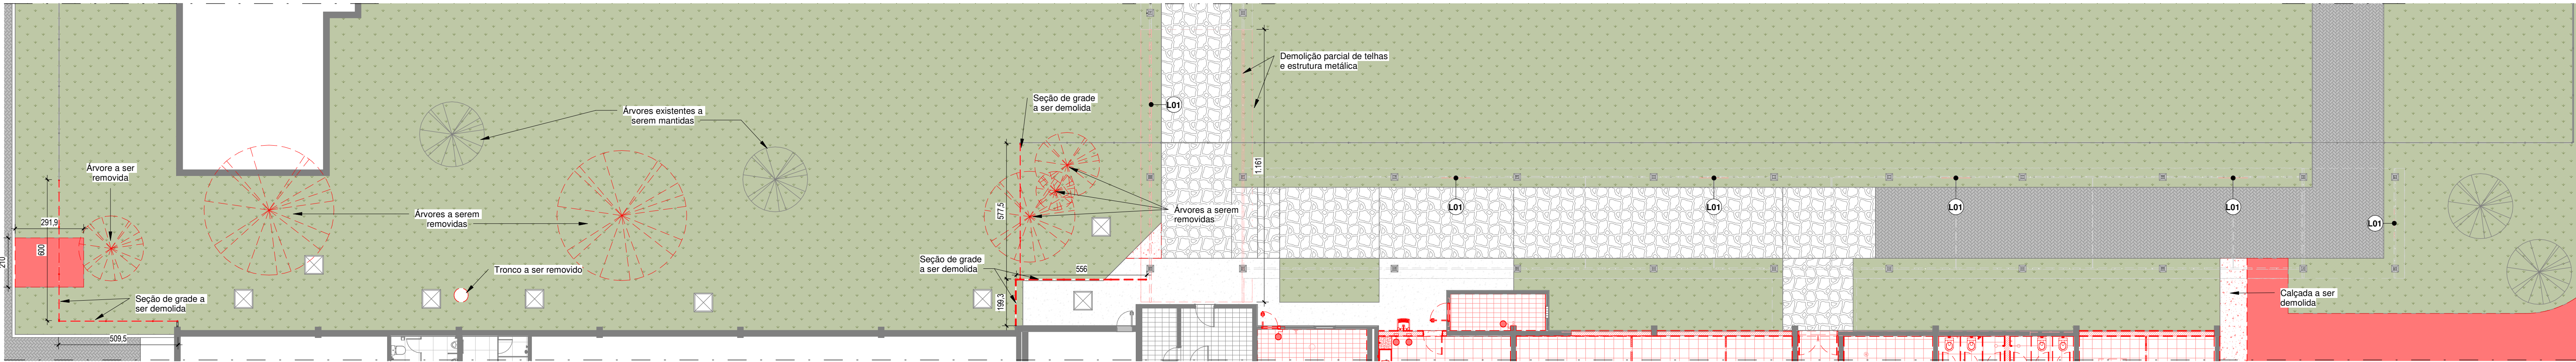 Árvore a ser
removida
291,9
600
210
Seção de grade a
ser demolida
509,5
Árvores a serem
removidas
Tronco a ser removido
Árvores existentes a
serem mantidas
Seção de grade
a ser demolida
577,5
Árvores a serem
removidas
Seção de grade
a ser demolida
556
199,3
L01
Demolição parcial de telhas
e estrutura metálica
1.161
L01
L01
L01
L01
L01
Calçada a ser
demolida